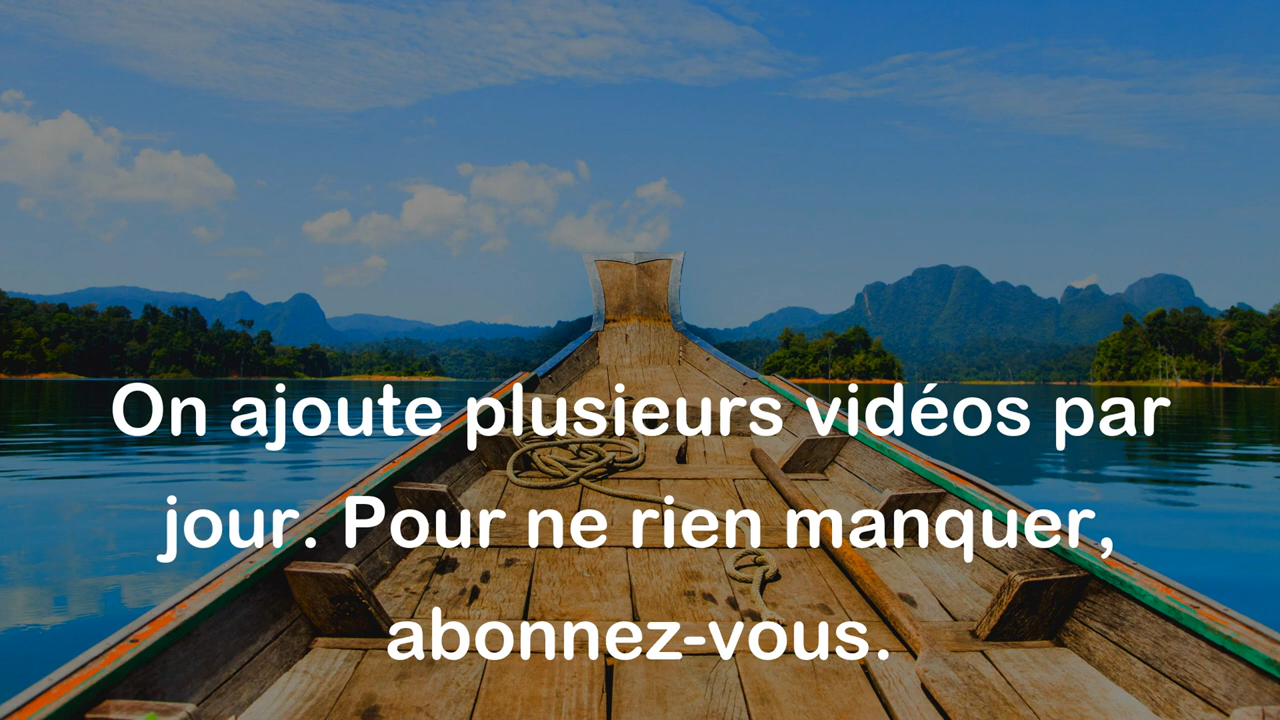 On ajoute plusieurs vidéos par
jour. Pour ne rien manquer,
abonnez-vous.